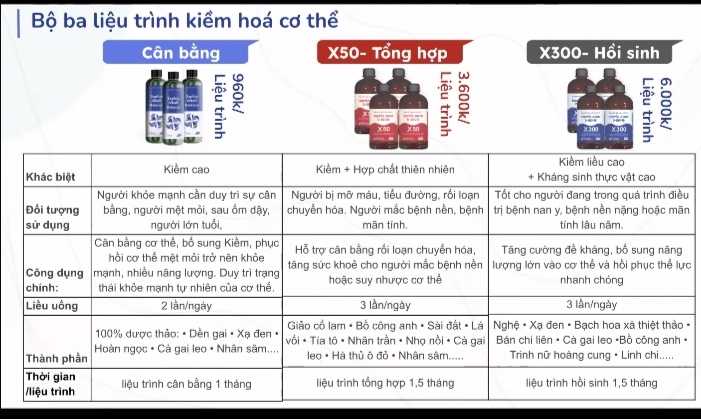 Bộ ba liệu trình kiềm hoá cơ thể
Cân bằng
X50- Tổng hợp
X300- Hồi sinh
960k/
Liệu trình
3.600k/
Liệu trình
6.000k/
Liệu trình
X50
X50
X300
X300
Khác biệt
Kiềm cao
Kiềm + Hợp chất thiên nhiên
Kiềm liều cao
+ Kháng sinh thực vật cao
Đối tượng
sử dụng
Người khỏe mạnh cần duy trì sự cân
bằng, người mệt mỏi, sau ốm dậy,
người lớn tuổi,
Người bị mỡ máu, tiểu đường, rối loạn
chuyển hóa. Người mắc bệnh nền, bệnh
mãn tính.
Tốt cho người đang trong quá trình điều
trị bệnh nan y, bệnh nền nặng hoặc mãn
tính lâu năm.
Công dụng
chính:
Cân bằng cơ thể, bổ sung Kiềm, phục
hồi cơ thể mệt mỏi trở nên khỏe
mạnh, nhiều năng lượng. Duy trì trạng
thái khỏe mạnh tự nhiên của cơ thể.
Hỗ trợ cân bằng rối loạn chuyển hóa,
tăng sức khoẻ cho người mắc bệnh nền
hoặc suy nhược cơ thể
Tăng cường đề kháng, bổ sung năng
lượng lớn vào cơ thể và hồi phục thể lực
nhanh chóng
Liều uống
2 lần/ngày
3 lần/ngày
3 lần/ngày
Thành phần
100% dược thảo: • Dền gai • Xạ đen •
Hoàn ngọc • Cà gai leo • Nhân sâm....
Giảo cổ lam • Bồ công anh • Sài đất • Lá
vối • Tía tô • Nhân trần • Nhọ nồi • Cà gai
leo • Hà thủ ô đỏ • Nhân sâm.....
Nghệ • Xạ đen • Bạch hoa xà thiệt thảo •
Bán chi liên • Cà gai leo •Bồ công anh •
Trinh nữ hoàng cung • Linh chi.....
Thời gian
/liệu trình
liệu trình cân bằng 1 tháng
liệu trình tổng hợp 1,5 tháng
liệu trình hồi sinh 1,5 tháng